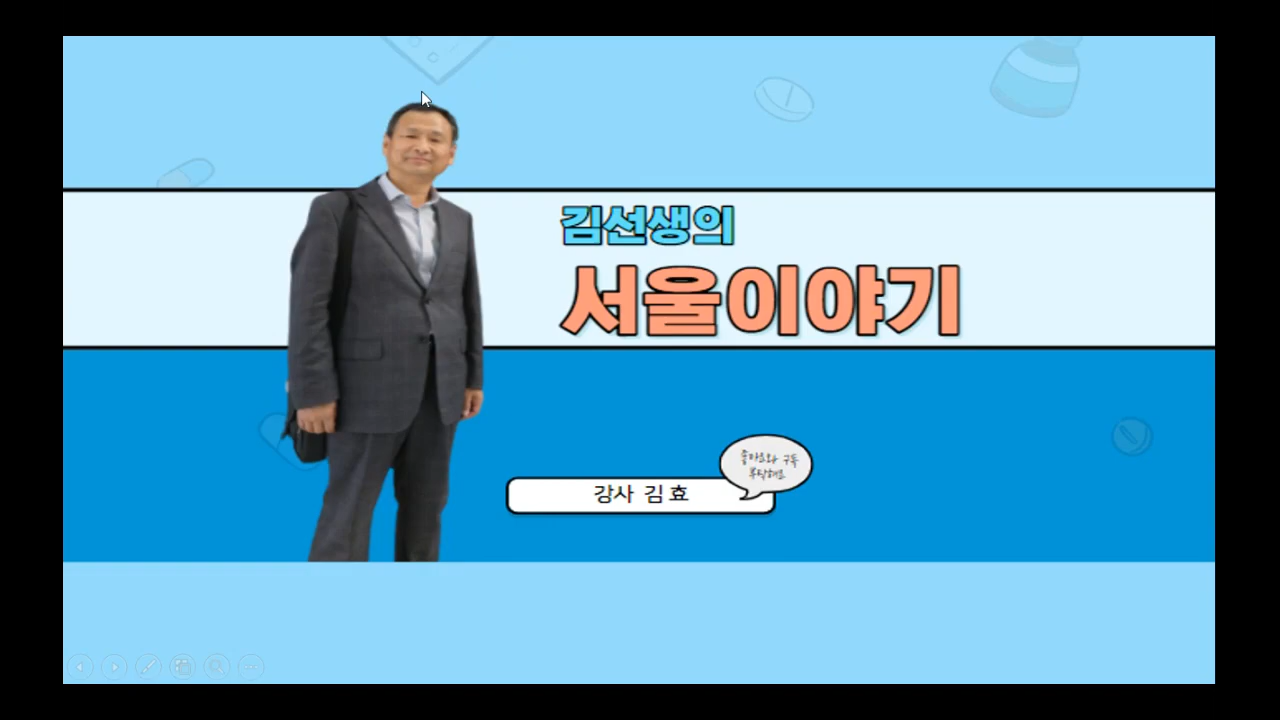 김선생의
서울이야기
좋아요와 구독
부탁해요
강사 김효